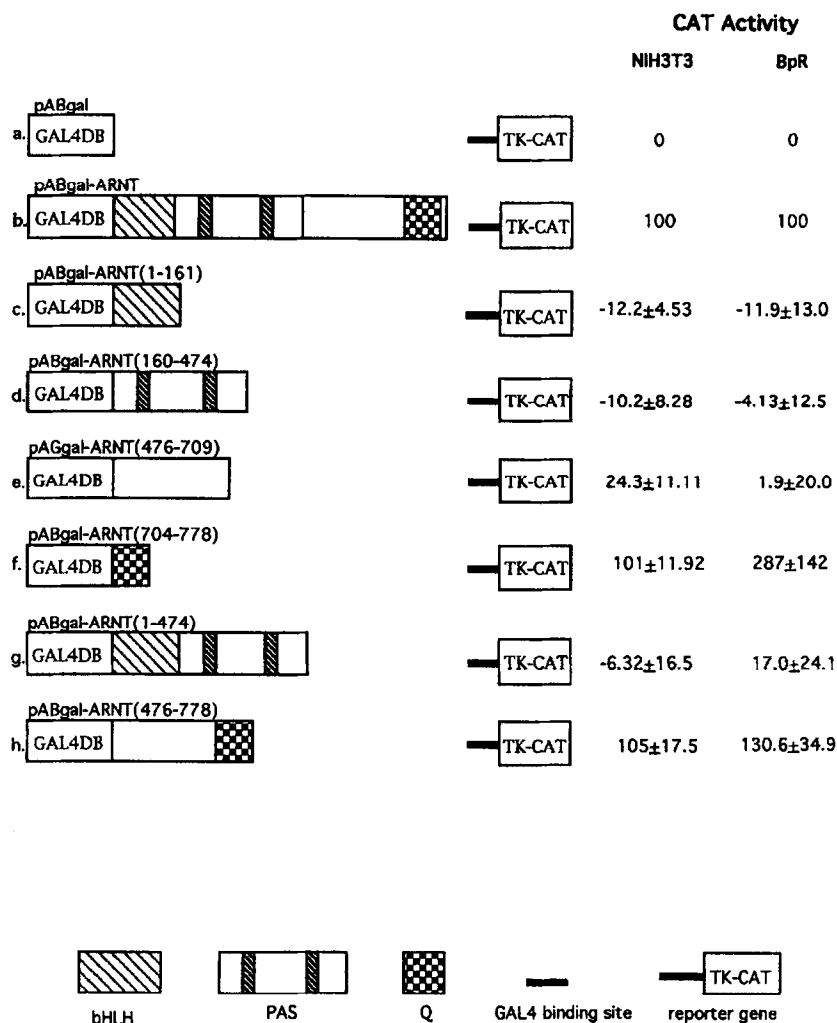 CAT Activity
NIH3T3 BpR
pABgal
a. GAL4DB TK-CAT 0 0
pABgal-ARNT
b. GAL4DB TK-CAT 100 100
pABgal-ARNT(1-161)
c. GAL4DB TK-CAT -12.2±4.53 -11.9±13.0
pABgal-ARNT(160-474)
d. GAL4DB TK-CAT -10.2±8.28 -4.13±12.5
pAGgal-ARNT(476-709)
e. GAL4DB TK-CAT 24.3±11.11 1.9±20.0
pABgal-ARNT(704-778)
f. GAL4DB TK-CAT 101±11.92 287±142
pABgal-ARNT(1-474)
g. GAL4DB TK-CAT -6.32±16.5 17.0±24.1
pABgal-ARNT(476-778)
h. GAL4DB TK-CAT 105±17.5 130.6±34.9
TK-CAT
bHLH PAS Q GAL4 binding site reporter gene